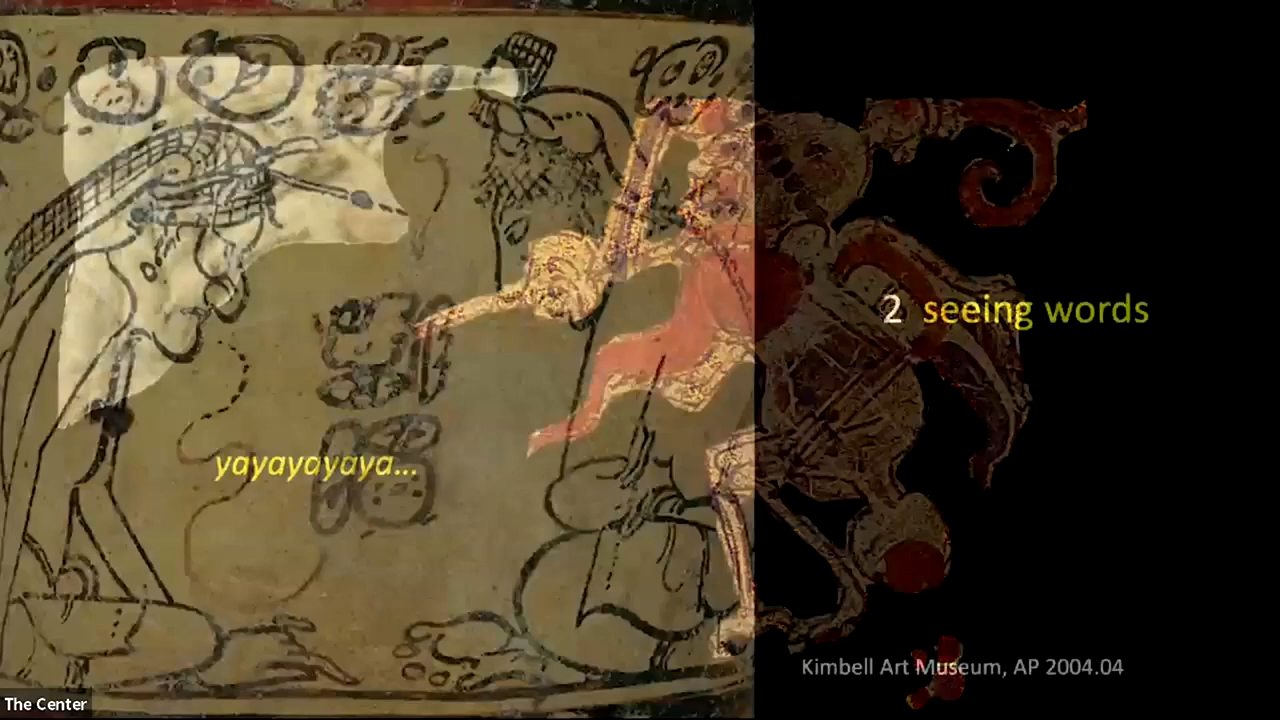 2 seeing words
yayayayaya...
Kimbell Art Museum, AP 2004.04
The Center